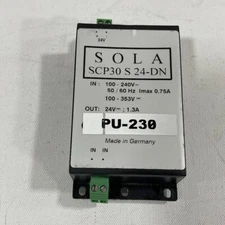 24V
SOLA
SCP30 S 24-DN
IN : 100 - 240V~
50 / 60 Hz Imax 0.75A
100 - 353V⎓
OUT: 24V⎓ ; 1.3A
PU-230
Made in Germany
IN IN